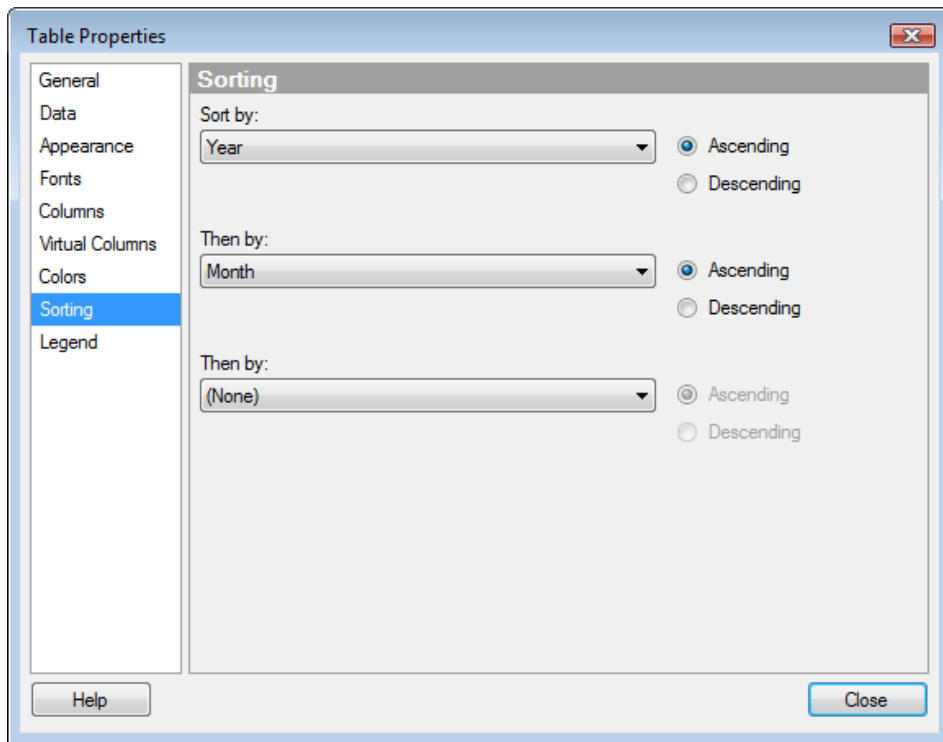 Table Properties
General
Data
Appearance
Fonts
Columns
Virtual Columns
Colors
Sorting
Legend
Sorting
Sort by:
Year
Ascending
Descending
Then by:
Month
Ascending
Descending
Then by:
(None)
Ascending
Descending
Help
Close